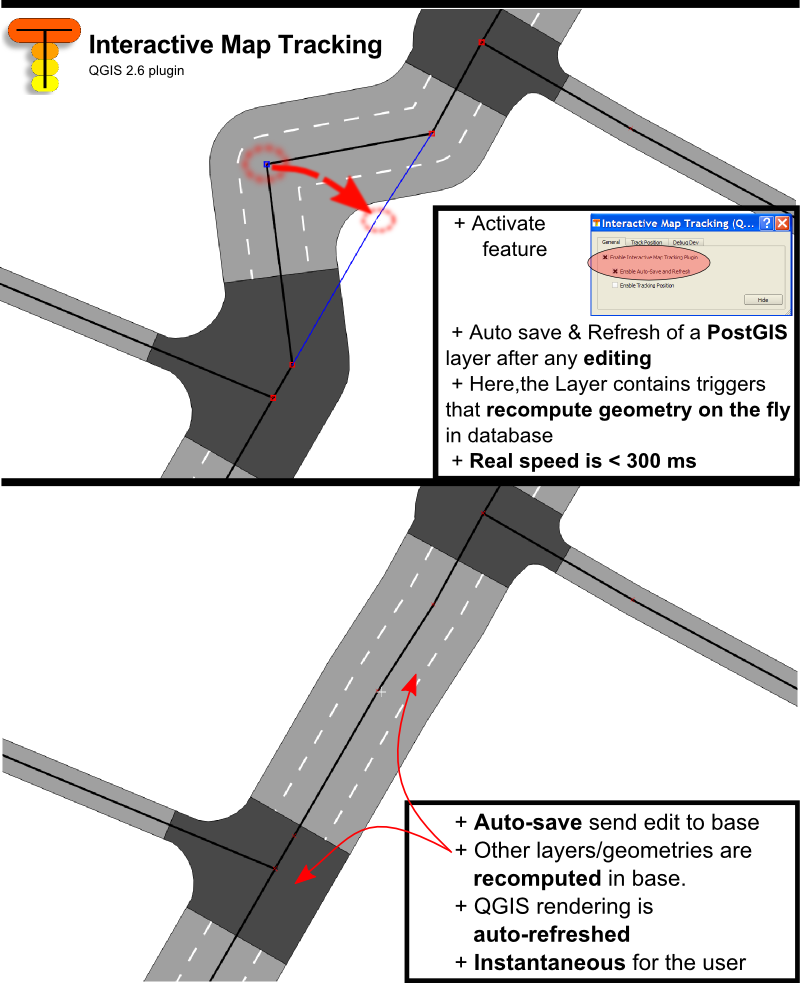 Interactive Map Tracking
QGIS 2.6 plugin
+ Activate
feature
Interactive Map Tracking (Q...
General Track Position Debug Dev
Enable Interactive Map Tracking Plugin
Enable Auto-Save and Refresh
Enable Tracking Position
Hide
+ Auto save & Refresh of a PostGIS
layer after any editing
+ Here,the Layer contains triggers
that recompute geometry on the fly
in database
+ Real speed is < 300 ms
+ Auto-save send edit to base
+ Other layers/geometries are
recomputed in base.
+ QGIS rendering is
auto-refreshed
+ Instantaneous for the user